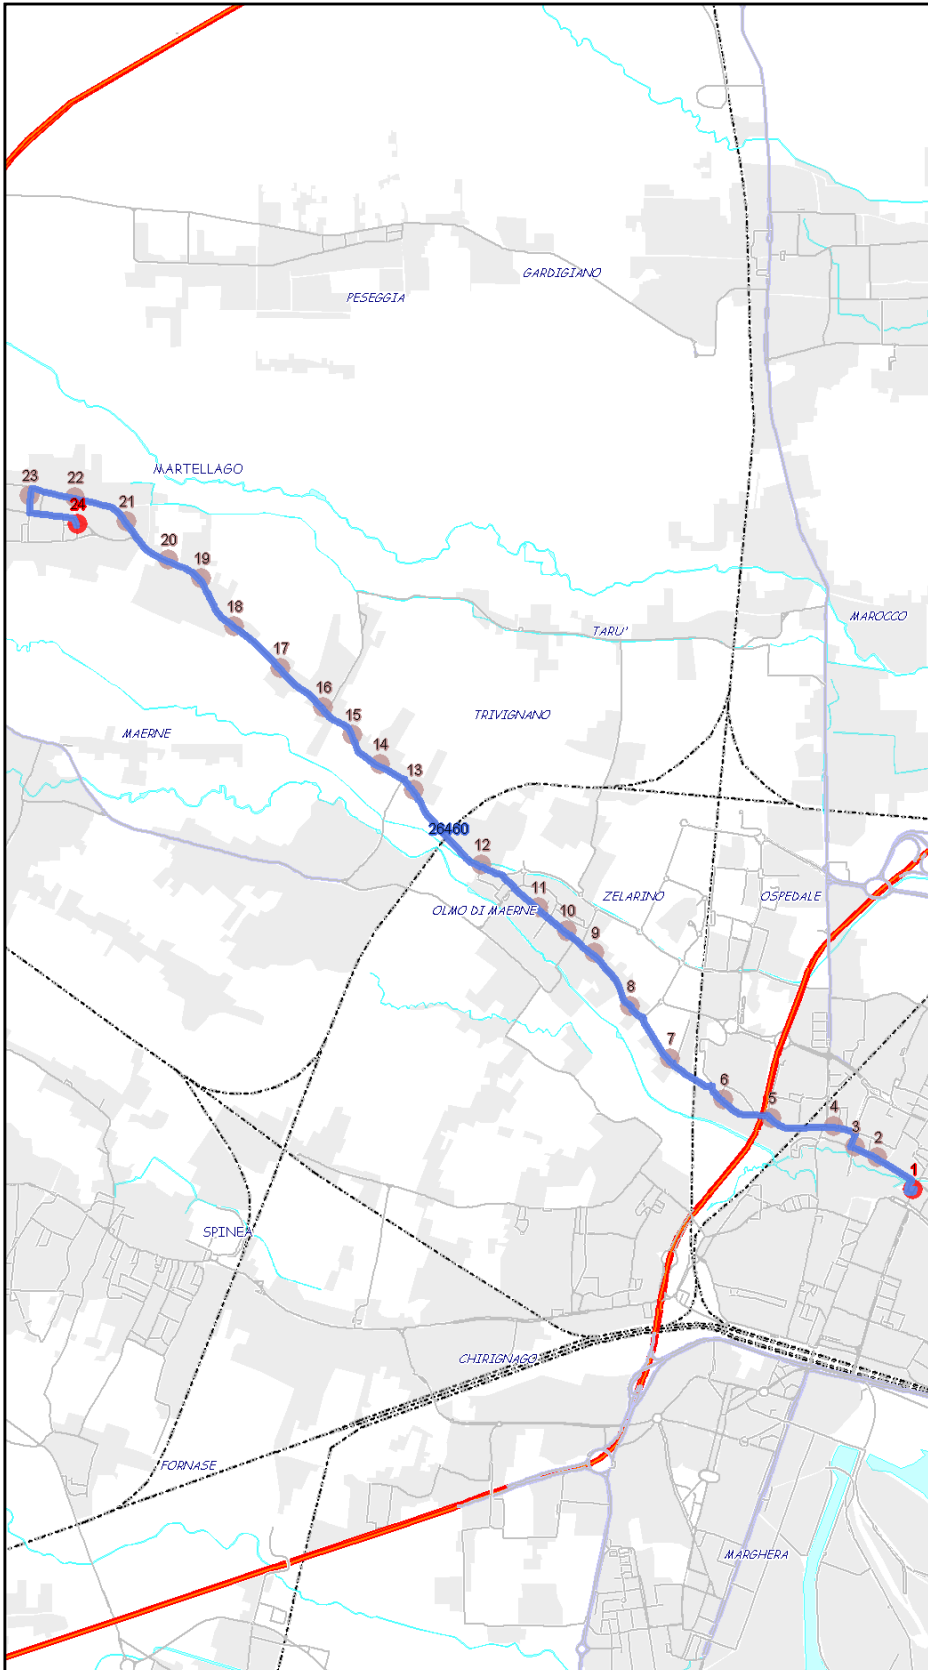 GARDIGIANO
PESEGGIA
MARTELLAGO
23
22
24
21
20
19
18
MAROCCO
TARU'
17
16
TRIVIGNANO
15
MAERNE
14
13
26460
12
11
ZELARINO
OSPEDALE
OLMO DI MAERNE
10
9
8
7
6
5
4
3
2
1
SPINEA
CHIRIGNAGO
FORNASE
MARGHERA